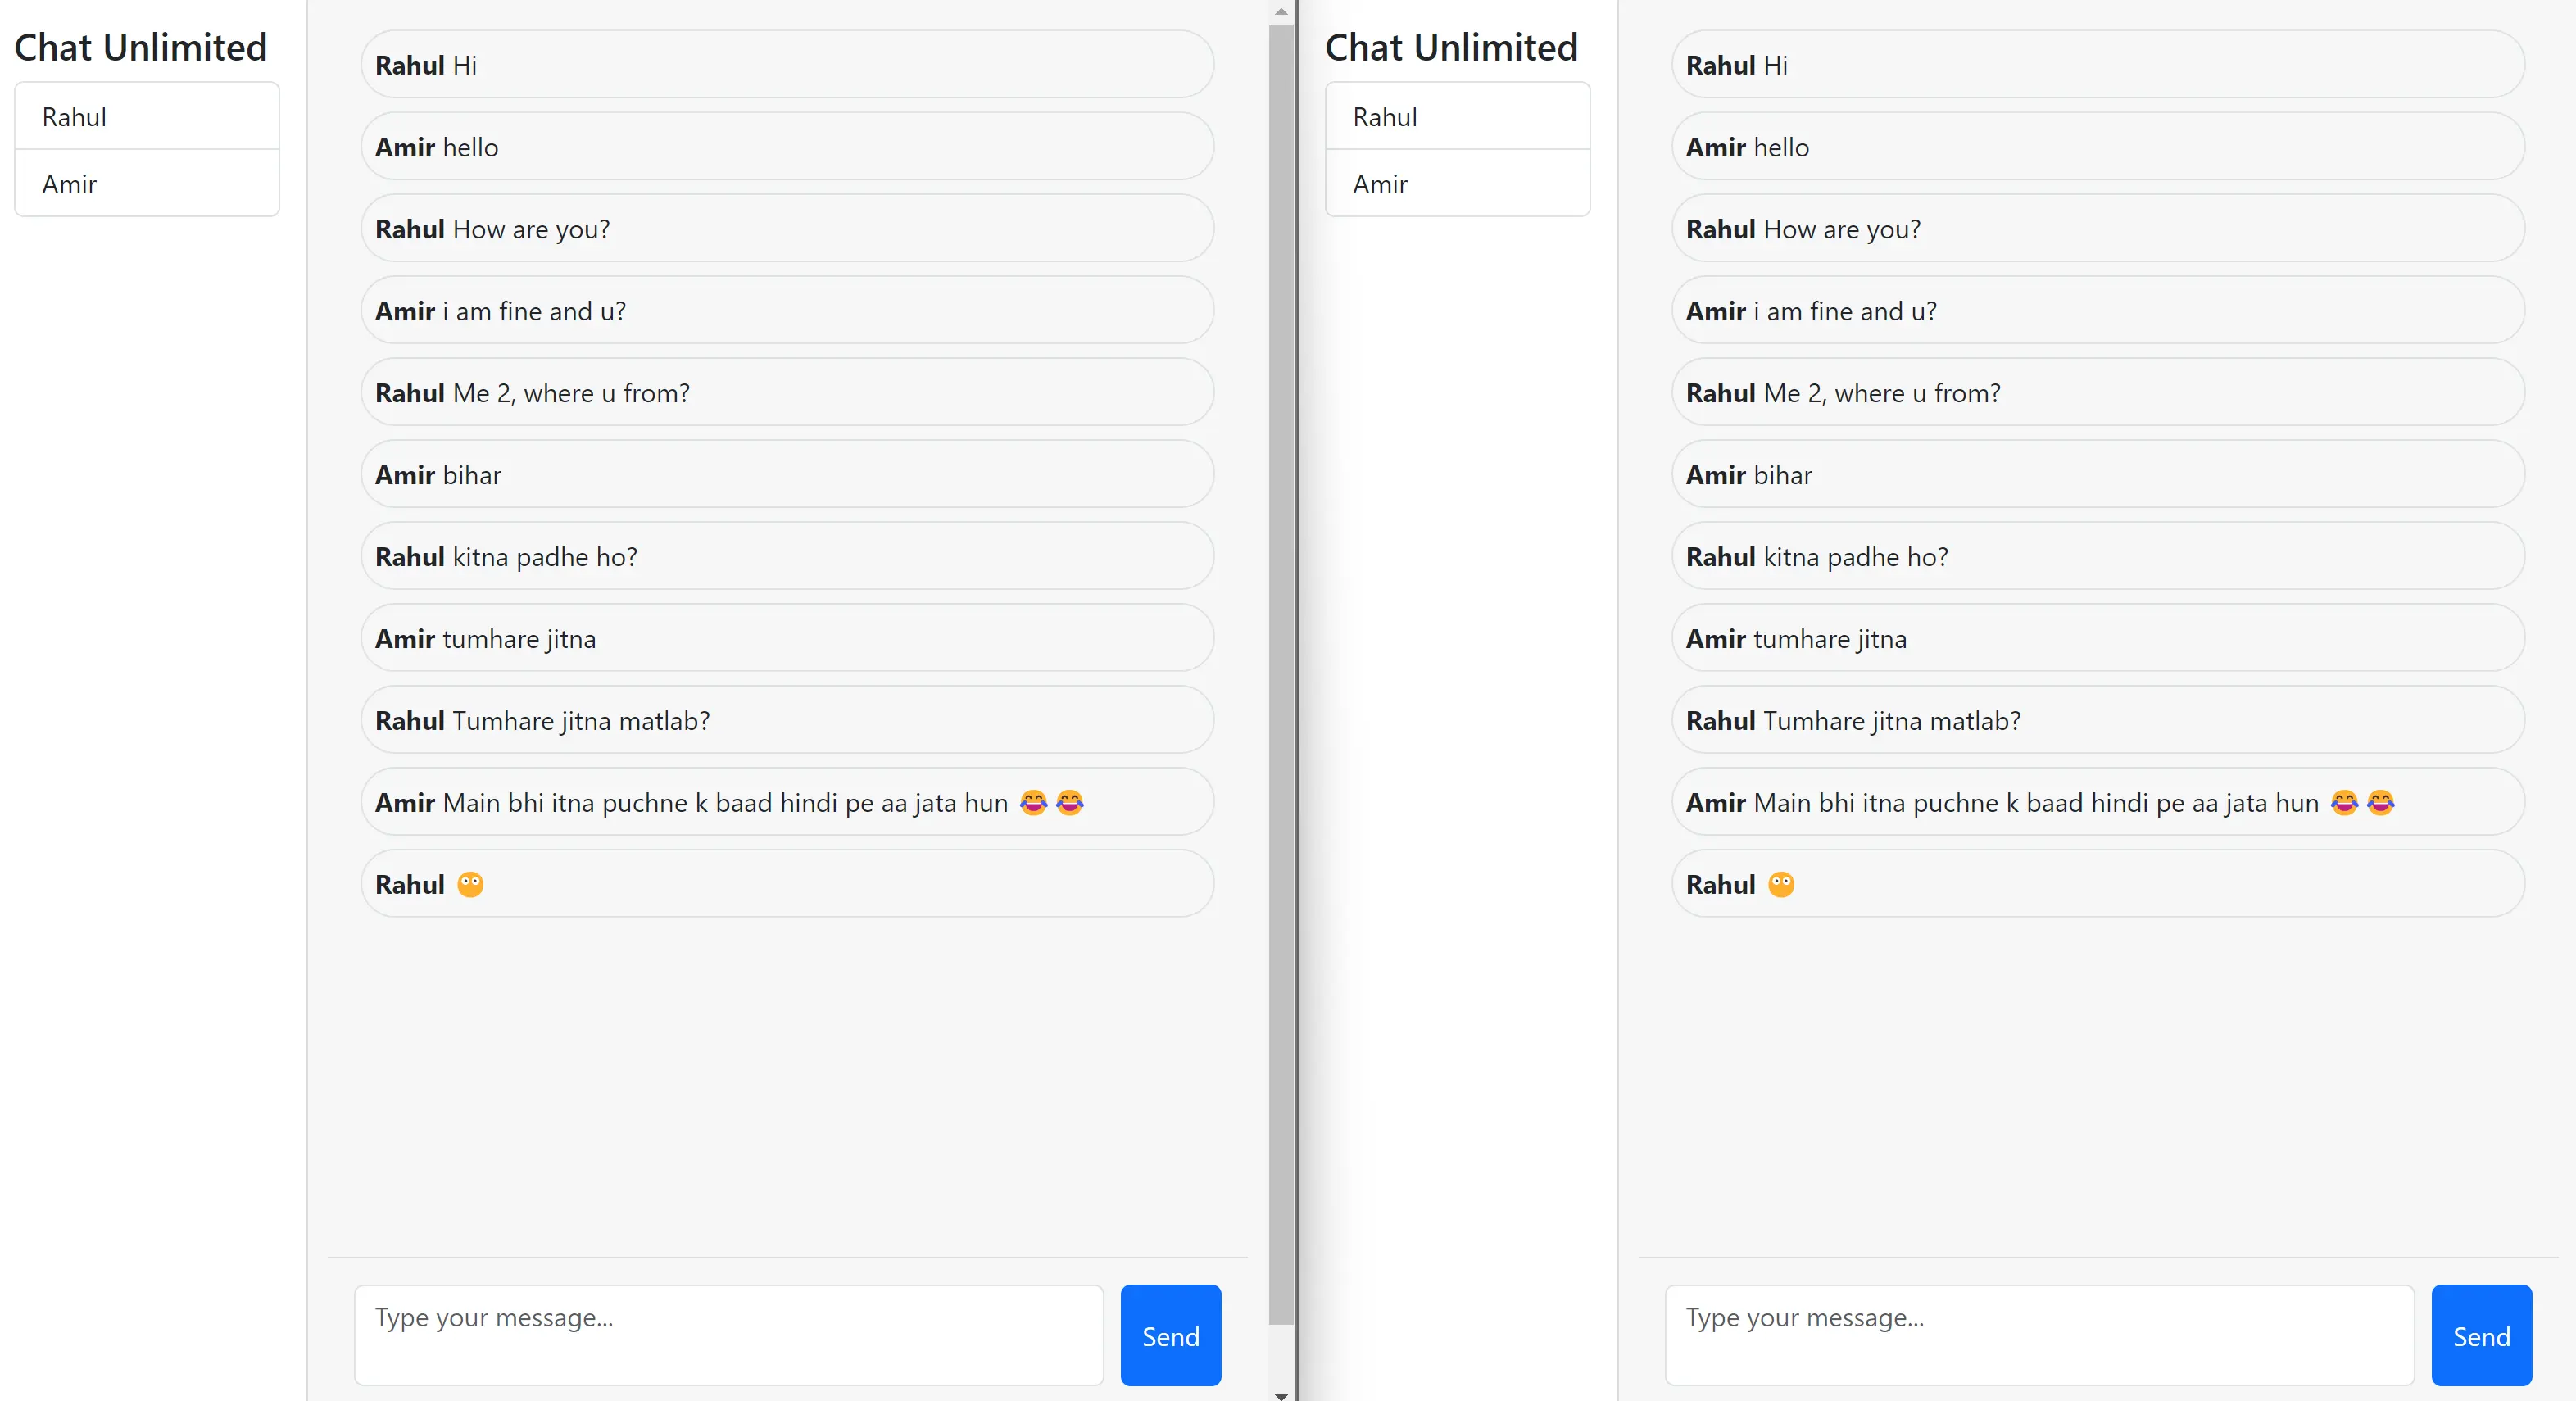 Chat Unlimited
Rahul
Amir
Rahul Hi
Amir hello
Rahul How are you?
Amir i am fine and u?
Rahul Me 2, where u from?
Amir bihar
Rahul kitna padhe ho?
Amir tumhare jitna
Rahul Tumhare jitna matlab?
Amir Main bhi itna puchne k baad hindi pe aa jata hun 😂 😂
Rahul 😶
Type your message...
Send
Chat Unlimited
Rahul
Amir
Rahul Hi
Amir hello
Rahul How are you?
Amir i am fine and u?
Rahul Me 2, where u from?
Amir bihar
Rahul kitna padhe ho?
Amir tumhare jitna
Rahul Tumhare jitna matlab?
Amir Main bhi itna puchne k baad hindi pe aa jata hun 😂 😂
Rahul 😶
Type your message...
Send